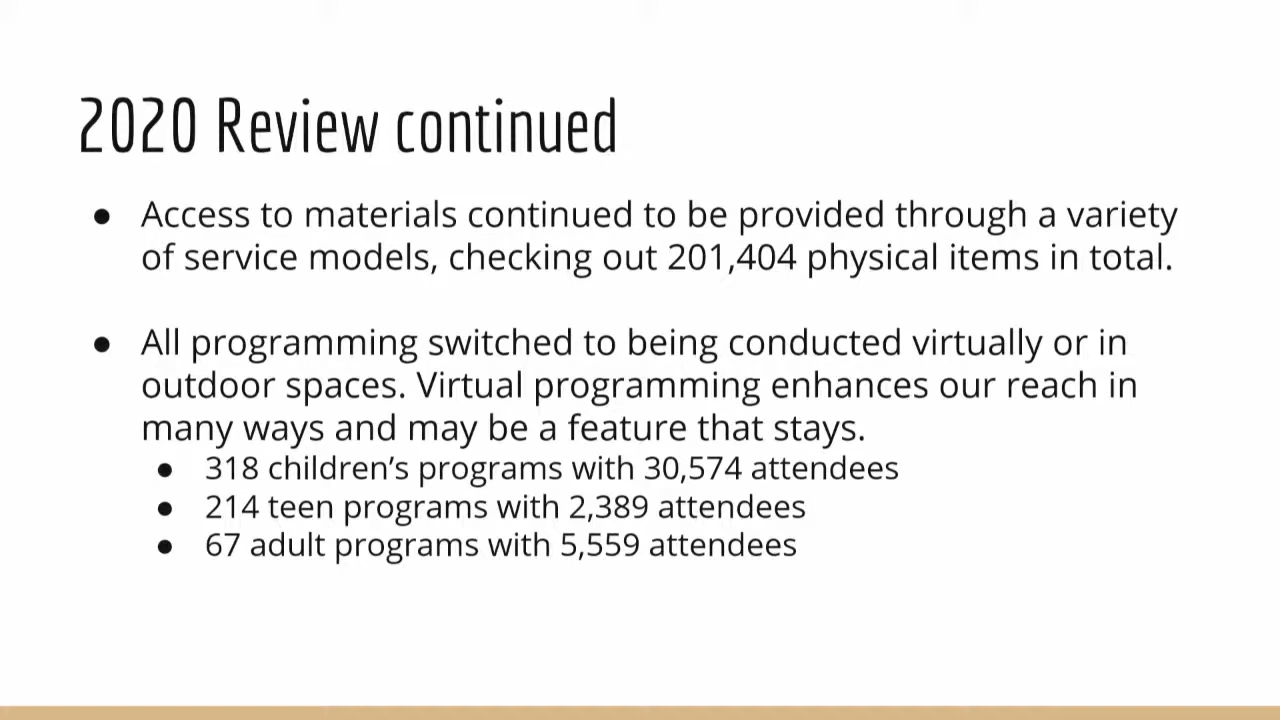 2020 Review continued
● Access to materials continued to be provided through a variety
of service models, checking out 201,404 physical items in total.
● All programming switched to being conducted virtually or in
outdoor spaces. Virtual programming enhances our reach in
many ways and may be a feature that stays.
● 318 children’s programs with 30,574 attendees
● 214 teen programs with 2,389 attendees
● 67 adult programs with 5,559 attendees